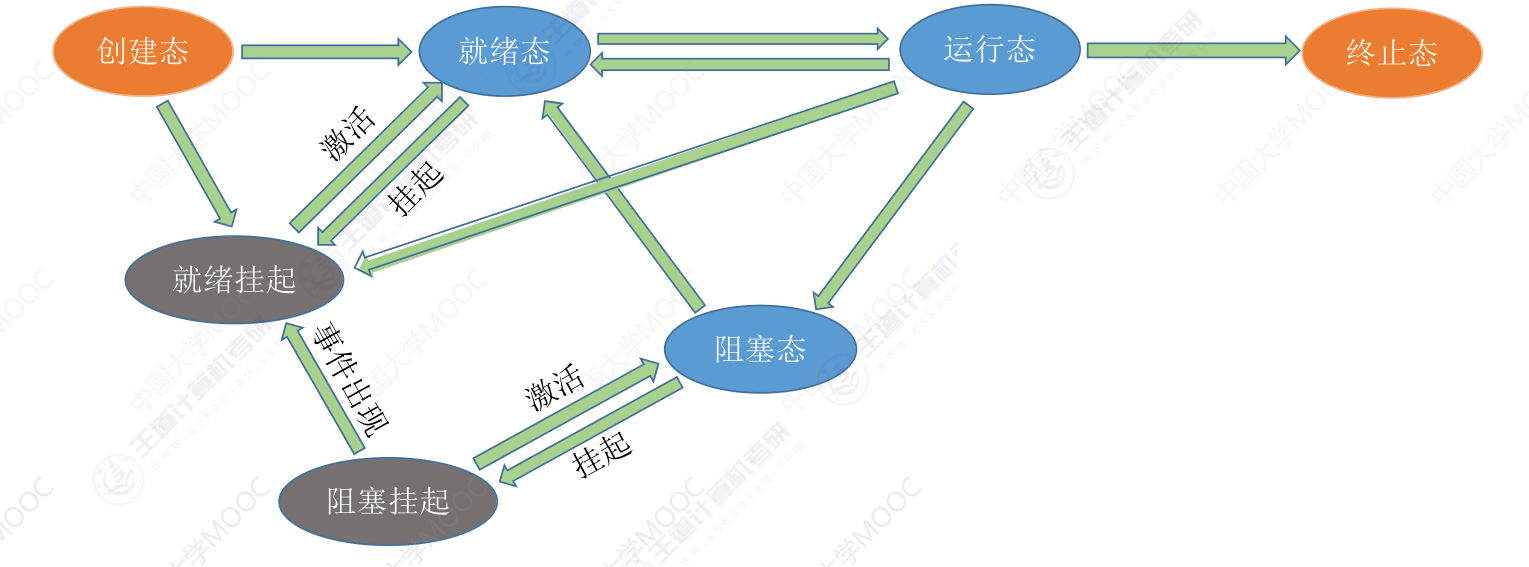 创建态
就绪态
运行态
终止态
激活
挂起
就绪挂起
事件出现
阻塞态
激活
挂起
阻塞挂起
中国大学MOOC
王道计算机考研
www.cskaoyan.com